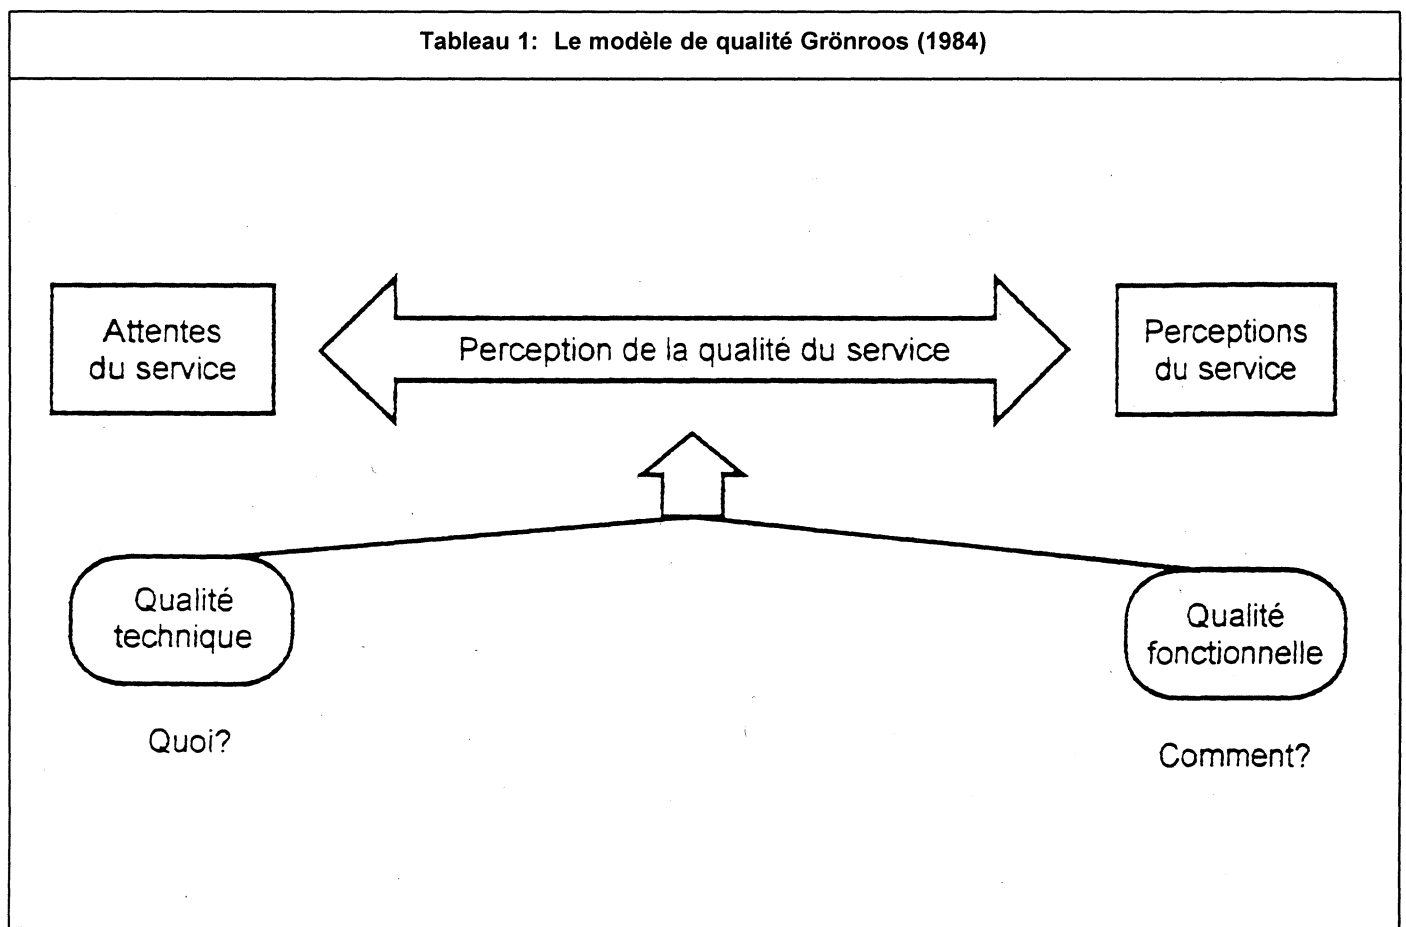 Tableau 1: Le modèle de qualité Grönroos (1984)
Attentes
du service
Perception de la qualité du service
Perceptions
du service
Qualité
technique
Qualité
fonctionnelle
Quoi?
Comment?